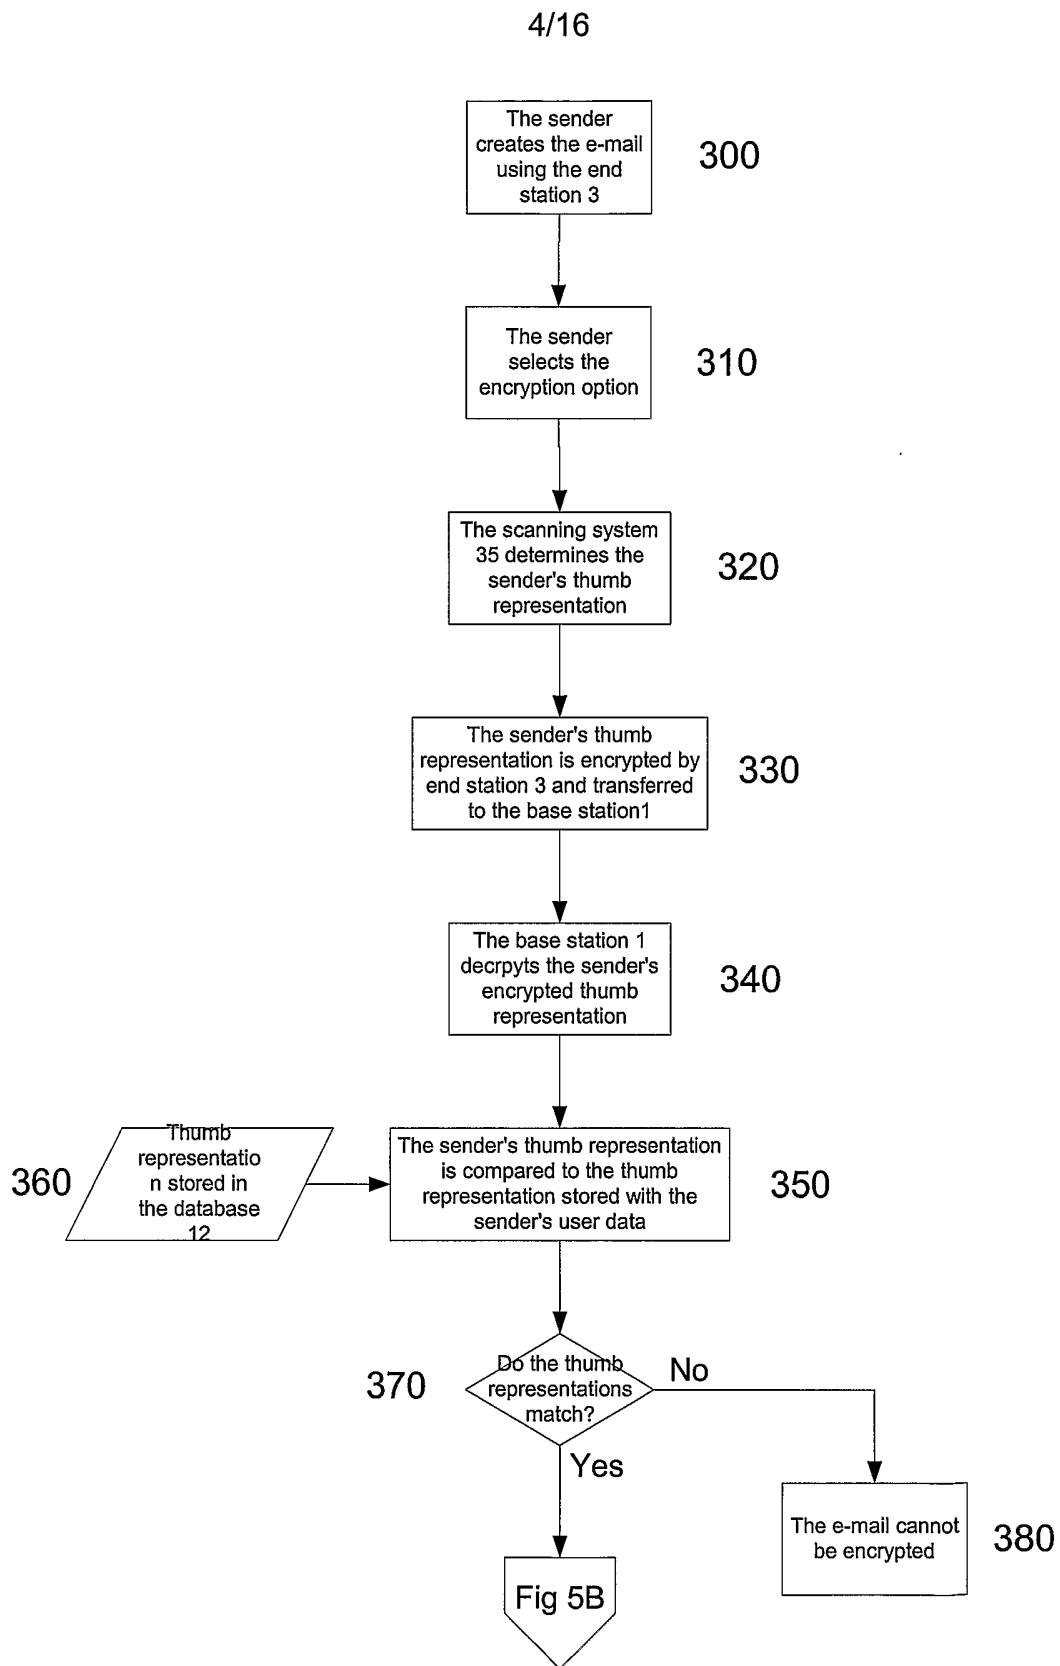 4/16
The sender
creates the e-mail
using the end
station 3
300
The sender
selects the
encryption option
310
The scanning system
35 determines the
sender's thumb
representation
320
The sender's thumb
representation is encrypted by
end station 3 and transferred
to the base station1
330
The base station 1
decrpyts the sender's
encrypted thumb
representation
340
360
Thumb
representatio
n stored in
the database
12
The sender's thumb representation
is compared to the thumb
representation stored with the
sender's user data
350
370
Do the thumb
representations
match?
No
Yes
The e-mail cannot
be encrypted
380
Fig 5B